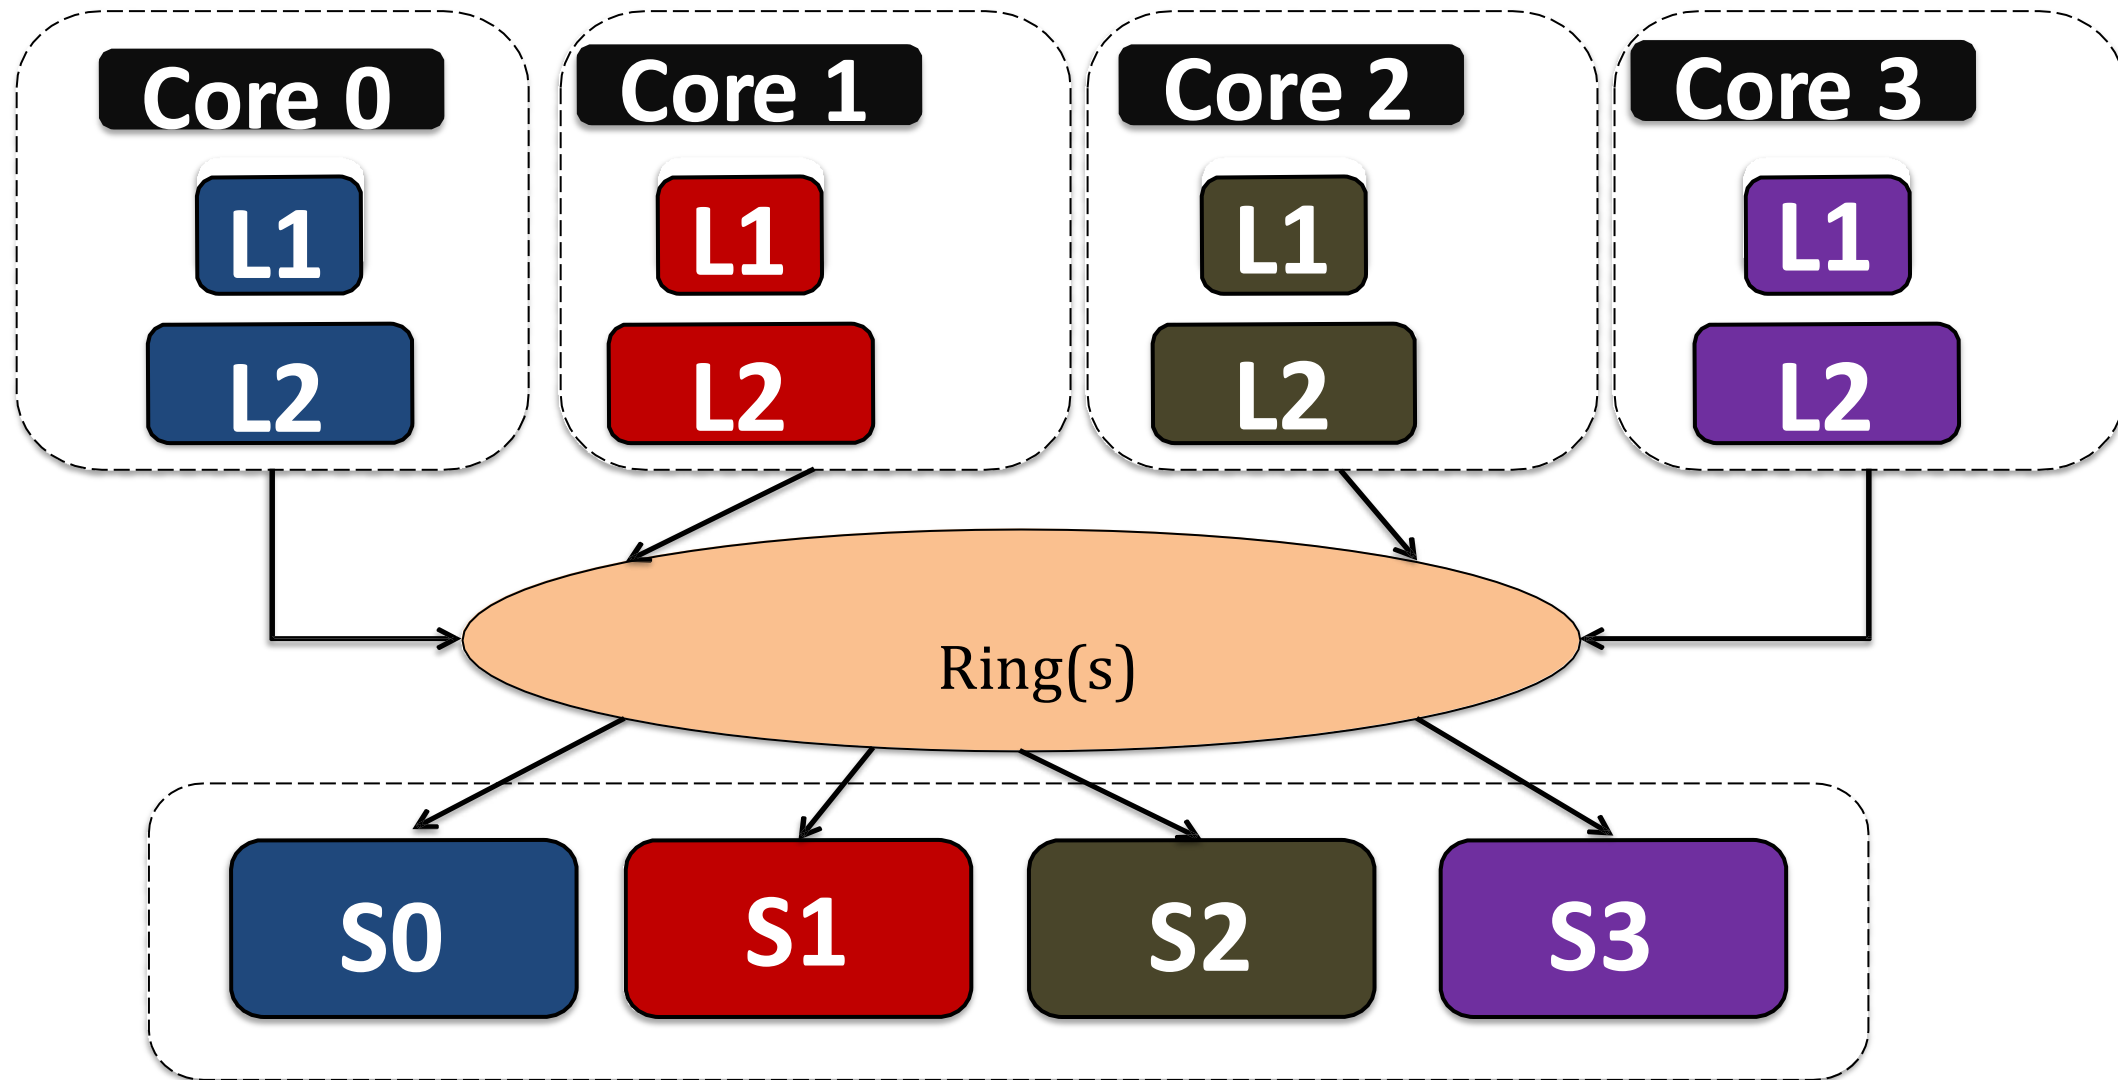 Core 0
Core 1
Core 2
Core 3
L1
L1
L1
L1
L2
L2
L2
L2
Ring(s)
S0
S1
S2
S3